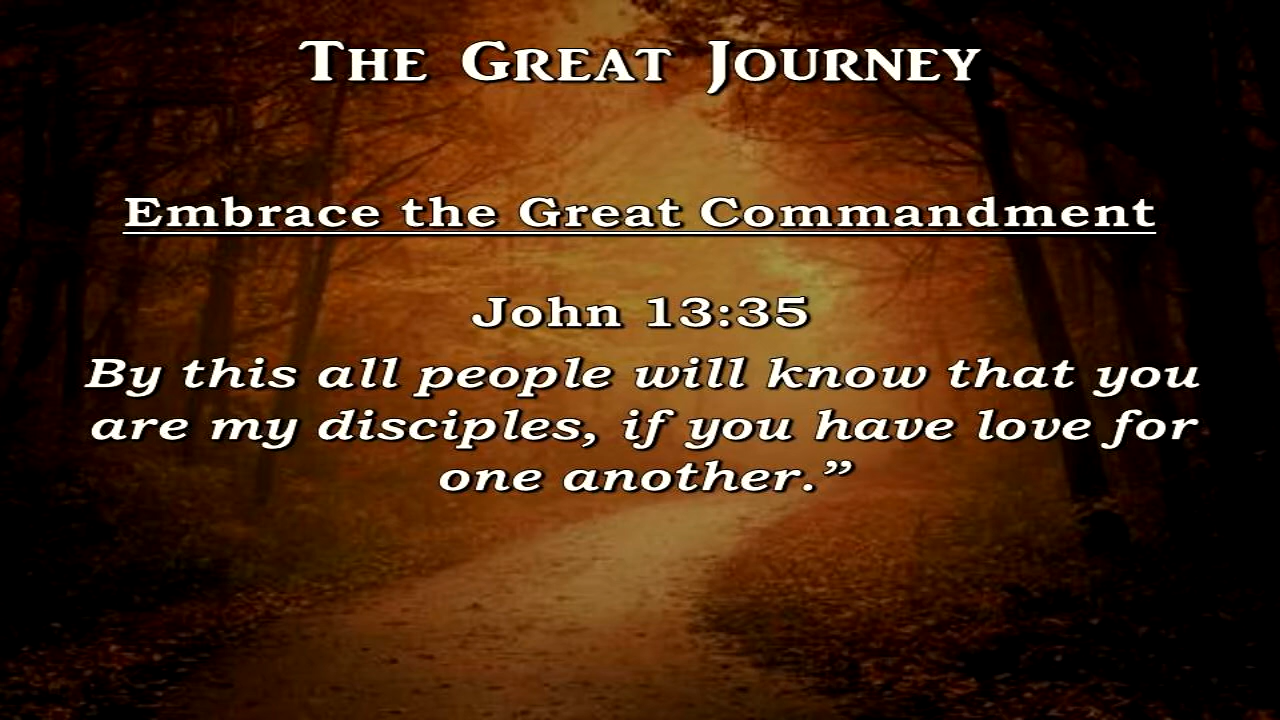 The Great Journey
Embrace the Great Commandment
John 13:35
By this all people will know that you
are my disciples, if you have love for
one another.”